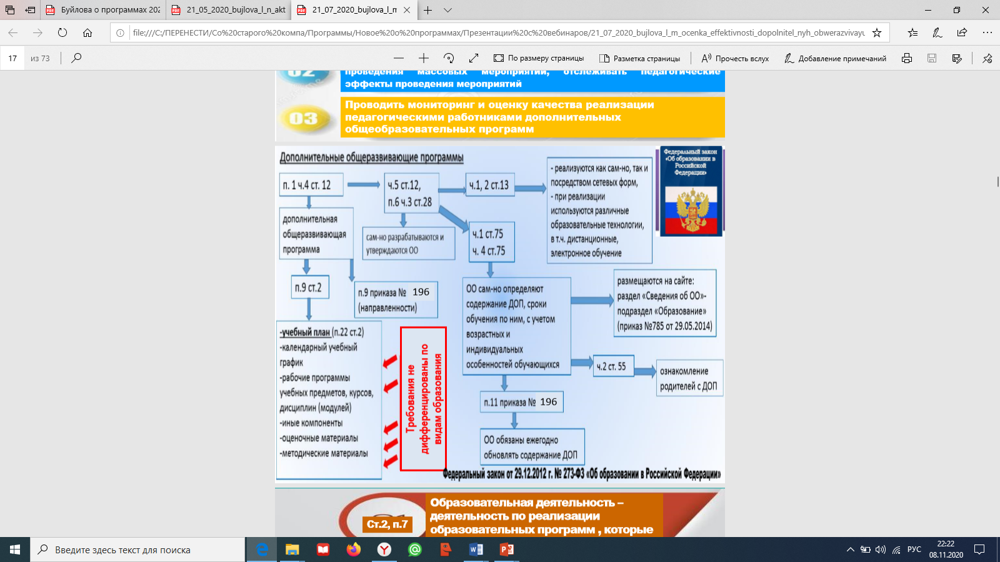 Буйлова о программах 202
21_05_2020_bujlova_l_n_akt
21_07_2020_bujlova_l_m
file:///C:/ПЕРЕНЕСТИ/Со%20старого%20компа/Программы/Новое%20о%20программах/Презентации%20с%20вебинаров/21_07_2020_bujlova_l_m_ocenka_effektivnosti_dopolnitel_nyh_obwerazvivayu
17 из 73
По размеру страницы
Разметка страницы
Прочесть вслух
Добавление примечаний
02
проведения массовых мероприятий, отслеживать педагогические
эффекты проведения мероприятий
03
Проводить мониторинг и оценку качества реализации
педагогическими работниками дополнительных
общеобразовательных программ
Дополнительные общеразвивающие программы
Федеральный закон
«Об образовании в
Российской
Федерации»
п. 1 ч.4 ст. 12
ч.5 ст.12,
п.6 ч.3 ст.28
ч.1, 2 ст.13
- реализуются как сам-но, так и
посредством сетевых форм,
- при реализации
используются различные
образовательные технологии,
в т.ч. дистанционные,
электронное обучение
дополнительная
общеразвивающая
программа
сам-но разрабатываются и
утверждаются ОО
ч.1 ст.75
ч. 4 ст.75
п.9 ст.2
п.9 приказа № 196
(направленности)
ОО сам-но определяют
содержание ДОП, сроки
обучения по ним, с учетом
возрастных и
индивидуальных
особенностей обучающихся
размещаются на сайте:
раздел «Сведения об ОО»-
подраздел «Образование»
(приказ №785 от 29.05.2014)
-учебный план (п.22 ст.2)
-календарный учебный
график
-рабочие программы
учебных предметов, курсов,
дисциплин (модулей)
-иные компоненты
-оценочные материалы
-методические материалы
Требования не
дифференцированы по
видам образования
ч.2 ст. 55
ознакомление
родителей с ДОП
п.11 приказа № 196
ОО обязаны ежегодно
обновлять содержание ДОП
Федеральный закон от 29.12.2012 г. № 273-ФЗ «Об образовании в Российской Федерации»
Ст.2, п.7
Образовательная деятельность –
деятельность по реализации
образовательных программ , которые
Введите здесь текст для поиска
РУС
22:22
08.11.2020